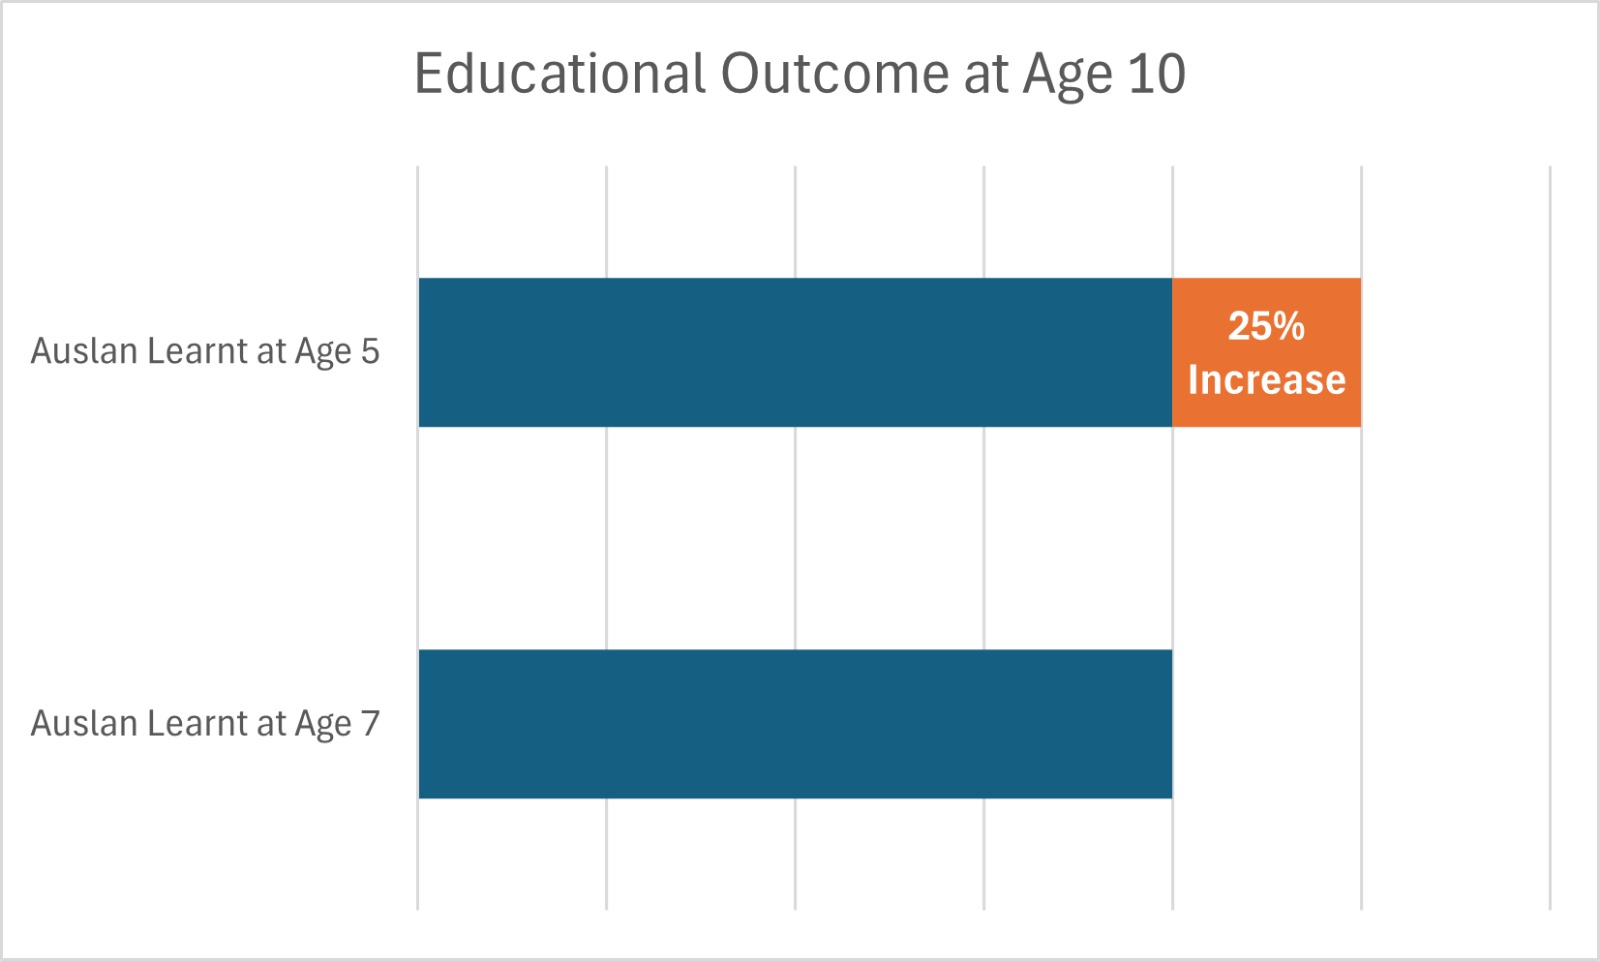 Educational Outcome at Age 10
Auslan Learnt at Age 5
25%
Increase
Auslan Learnt at Age 7